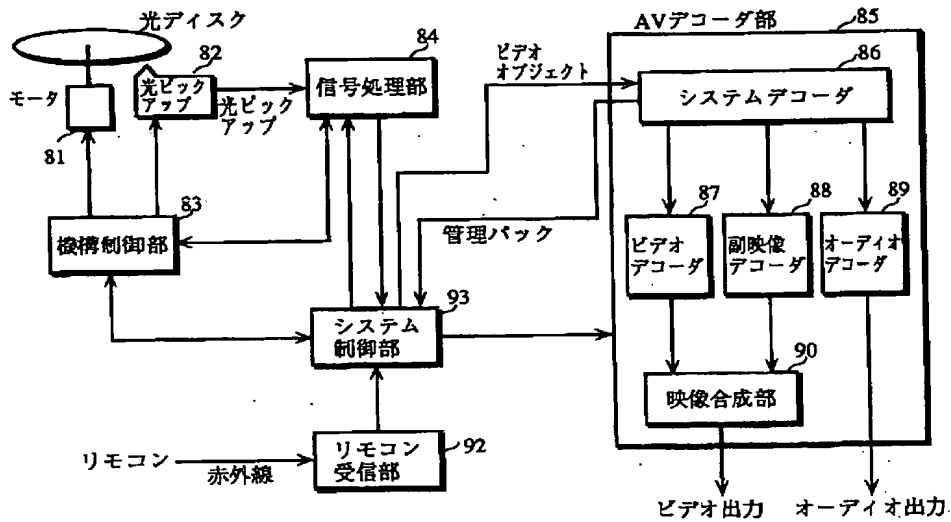 光ディスク
モータ
81
82
光ピック
アップ
光ピック
アップ
84
信号処理部
83
機構制御部
ビデオ
オブジェクト
管理パック
93
システム
制御部
リモコン
赤外線
リモコン
受信部
92
AVデコーダ部
85
86
システムデコーダ
87
ビデオ
デコーダ
88
副映像
デコーダ
89
オーディオ
デコーダ
90
映像合成部
ビデオ出力
オーディオ出力